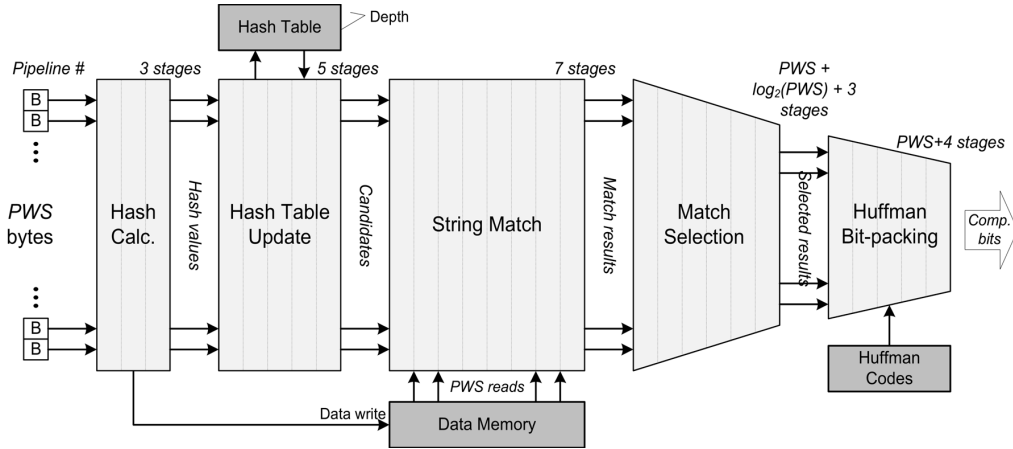 Hash Table
Depth
Pipeline #
3 stages
5 stages
7 stages
PWS +
log₂(PWS) + 3
stages
PWS+4 stages
B
B
PWS
bytes
B
B
Hash
Calc.
Hash values
Hash Table
Update
Candidates
String Match
Match results
Match
Selection
Selected results
Huffman
Bit-packing
Comp.
bits
PWS reads
Data write
Data Memory
Huffman
Codes